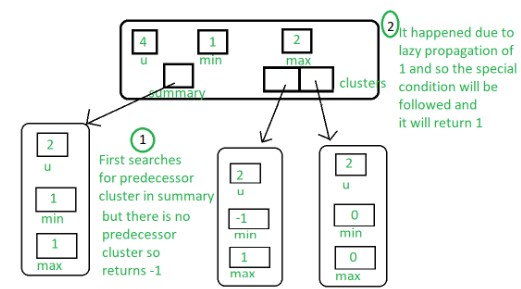 4
1
2
u
min
max
summary
clusters
2
It happened due to
lazy propagation of
1 and so the special
condition will be
followed and
it will return 1
2
u
1
min
1
max
1
First searches
for predecessor
cluster in summary
but there is no
predecessor
cluster so
returns -1
2
u
-1
min
1
max
2
u
0
min
0
max